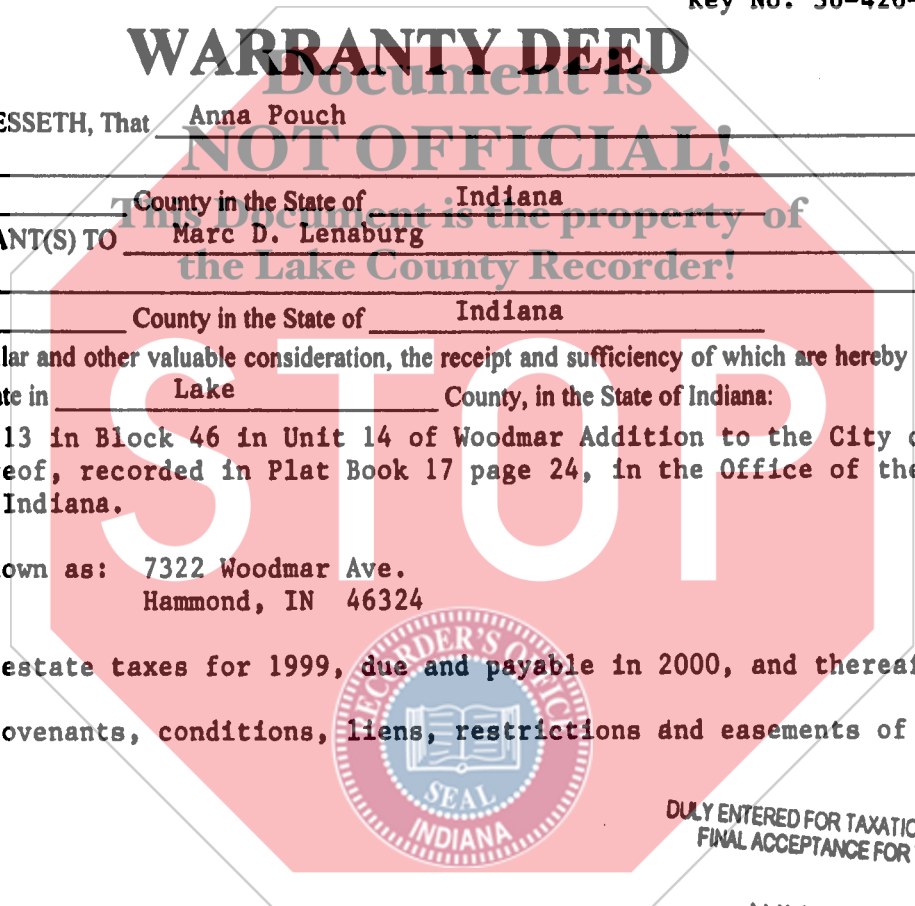 Key No. 36-426-
WARRANTY DEED
Document is
ESSETH, That Anna Pouch
NOT OFFICIAL!
County in the State of Indiana
This Document is the property of
ANT(S) TO Marc D. Lenaburg
the Lake County Recorder!
County in the State of Indiana
lar and other valuable consideration, the receipt and sufficiency of which are hereby
te in Lake County, in the State of Indiana:
STOP
13 in Block 46 in Unit 14 of Woodmar Addition to the City
eof, recorded in Plat Book 17 page 24, in the Office of the
Indiana.
own as: 7322 Woodmar Ave.
Hammond, IN 46324
RECORDER'S OFFICE
estate taxes for 1999, due and payable in 2000, and thereaf
ovenants, conditions, liens, restrictions and easements of
SEAL
INDIANA
DULY ENTERED FOR TAXATIO
FINAL ACCEPTANCE FOR